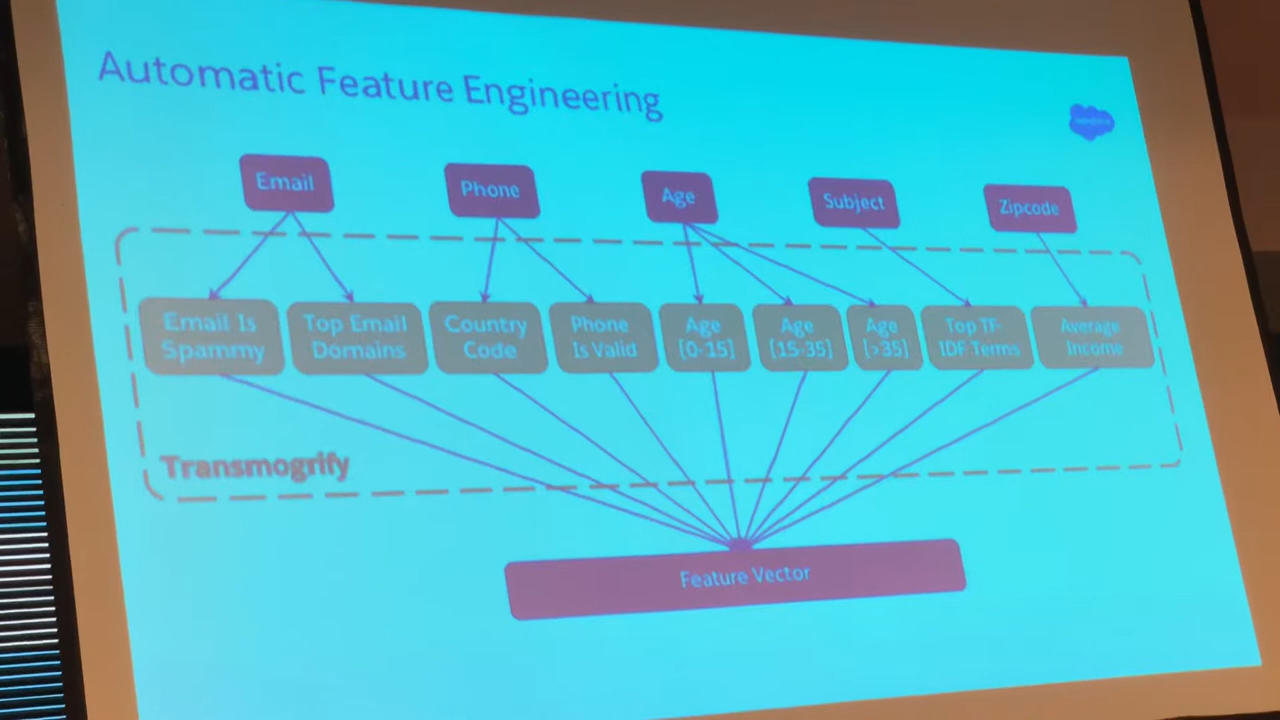 Automatic Feature Engineering
Email
Phone
Age
Subject
Zipcode
Email Is
Spammy
Top Email
Domains
Country
Code
Phone
Is Valid
Age
[0-15]
Age
[15-35]
Age
[>35]
Top TF-
IDF Terms
Average
Income
Transmogrify
Feature Vector